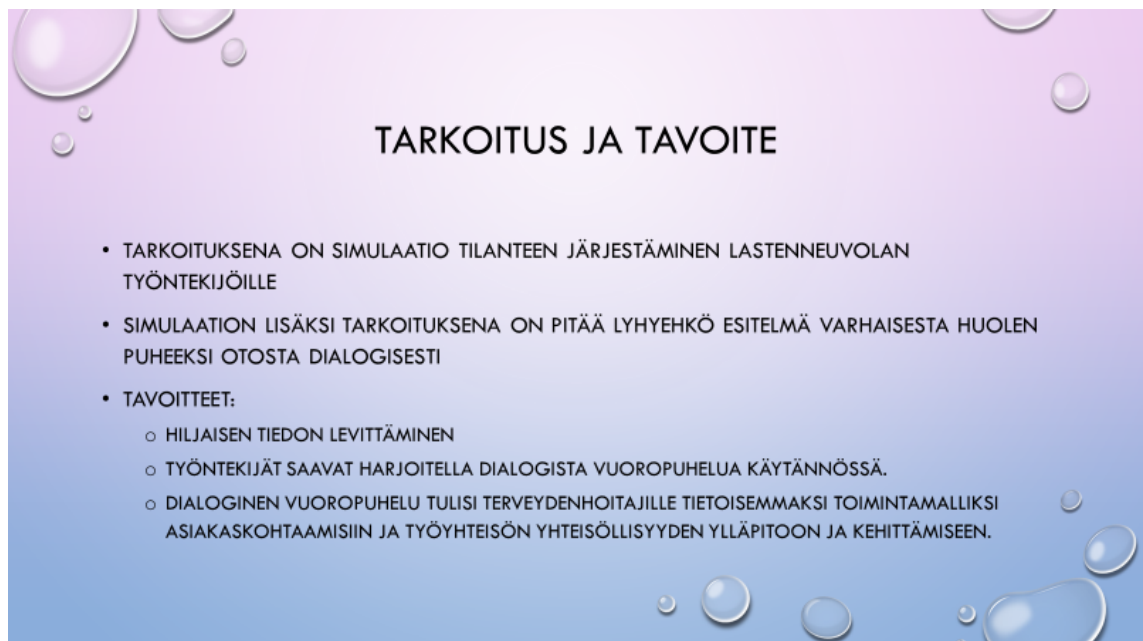 TARKOITUS JA TAVOITE
• TARKOITUKSENA ON SIMULAATIO TILANTEEN JÄRJESTÄMINEN LASTENNEUVOLAN
TYÖNTEKIJÖILLE
• SIMULAATION LISÄKSI TARKOITUKSENA ON PITÄÄ LYHYEHKÖ ESITELMÄ VARHAISESTA HUOLEN
PUHEEKSI OTOSTA DIALOGISESTI
• TAVOITTEET:
o HILJAISEN TIEDON LEVITTÄMINEN
o TYÖNTEKIJÄT SAAVAT HARJOITELLA DIALOGISTA VUOROPUHELUA KÄYTÄNNÖSSÄ.
o DIALOGINEN VUOROPUHELU TULISI TERVEYDENHOITAJILLE TIETOISEMMAKSI TOIMINTAMALLIKSI
ASIAKASKOHTAAMISIIN JA TYÖYHTEISÖN YHTEISÖLLISYYDEN YLLÄPITOON JA KEHITTÄMISEEN.